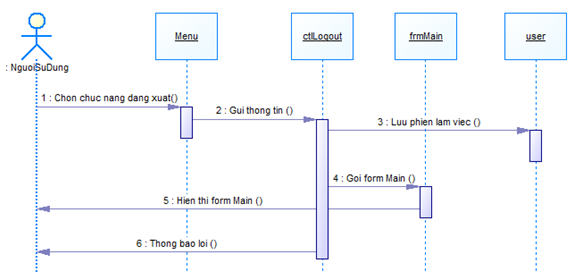 Menu
ctlLogout
frmMain
user
: NguoiSuDung
1 : Chon chuc nang dang xuat()
2 : Gui thong tin ()
3 : Luu phien lam viec ()
4 : Goi form Main ()
5 : Hien thi form Main ()
6 : Thong bao loi ()